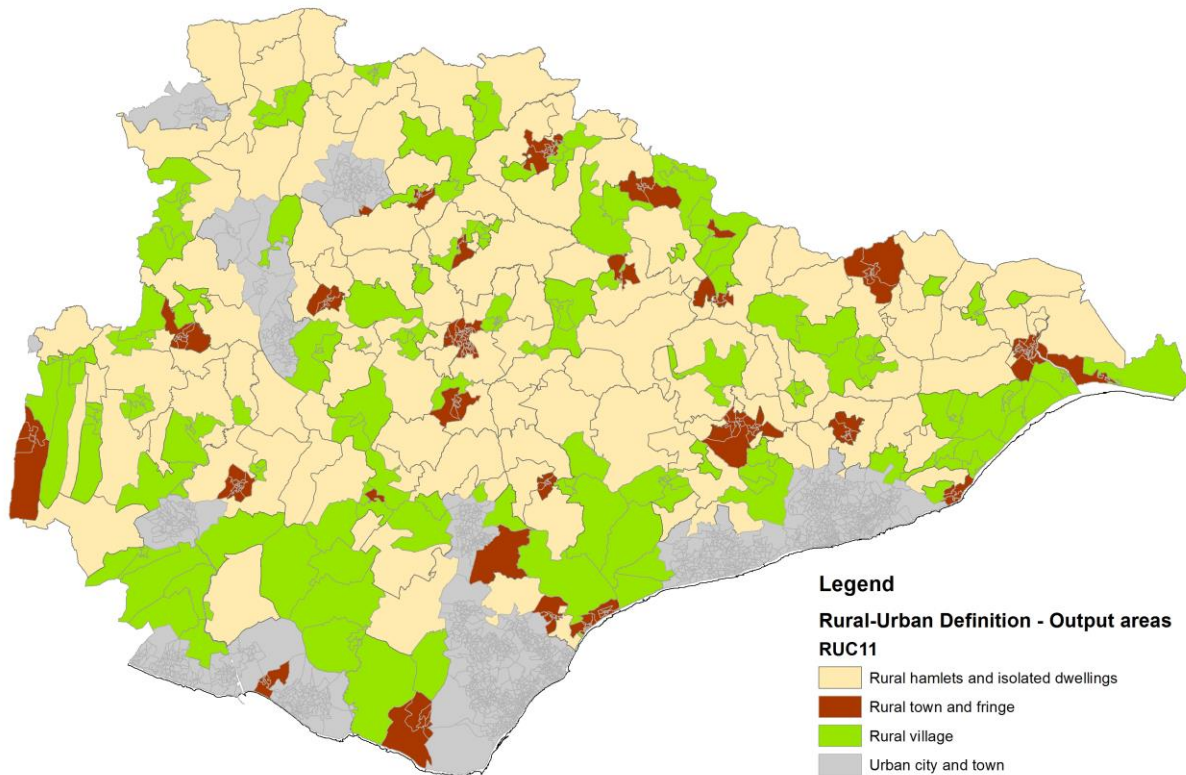 Legend
Rural-Urban Definition - Output areas
RUC11
Rural hamlets and isolated dwellings
Rural town and fringe
Rural village
Urban city and town